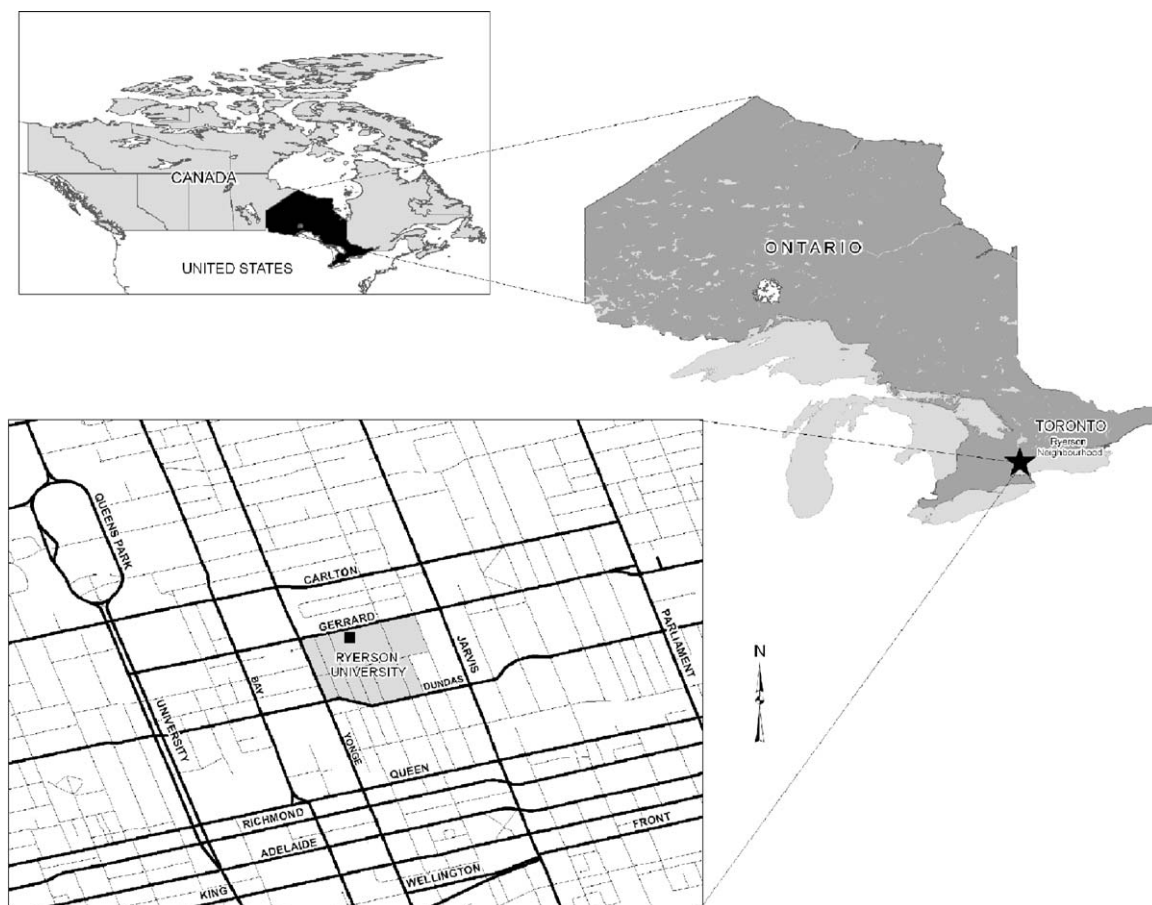 CANADA
UNITED STATES
ONTARIO
TORONTO
Ryerson
Neighbourhood
QUEENS PARK
CARLTON
GERRARD
RYERSON
UNIVERSITY
JARVIS
PARLIAMENT
DUNDAS
BAY
UNIVERSITY
YONGE
QUEEN
RICHMOND
ADELAIDE
FRONT
WELLINGTON
KING
N